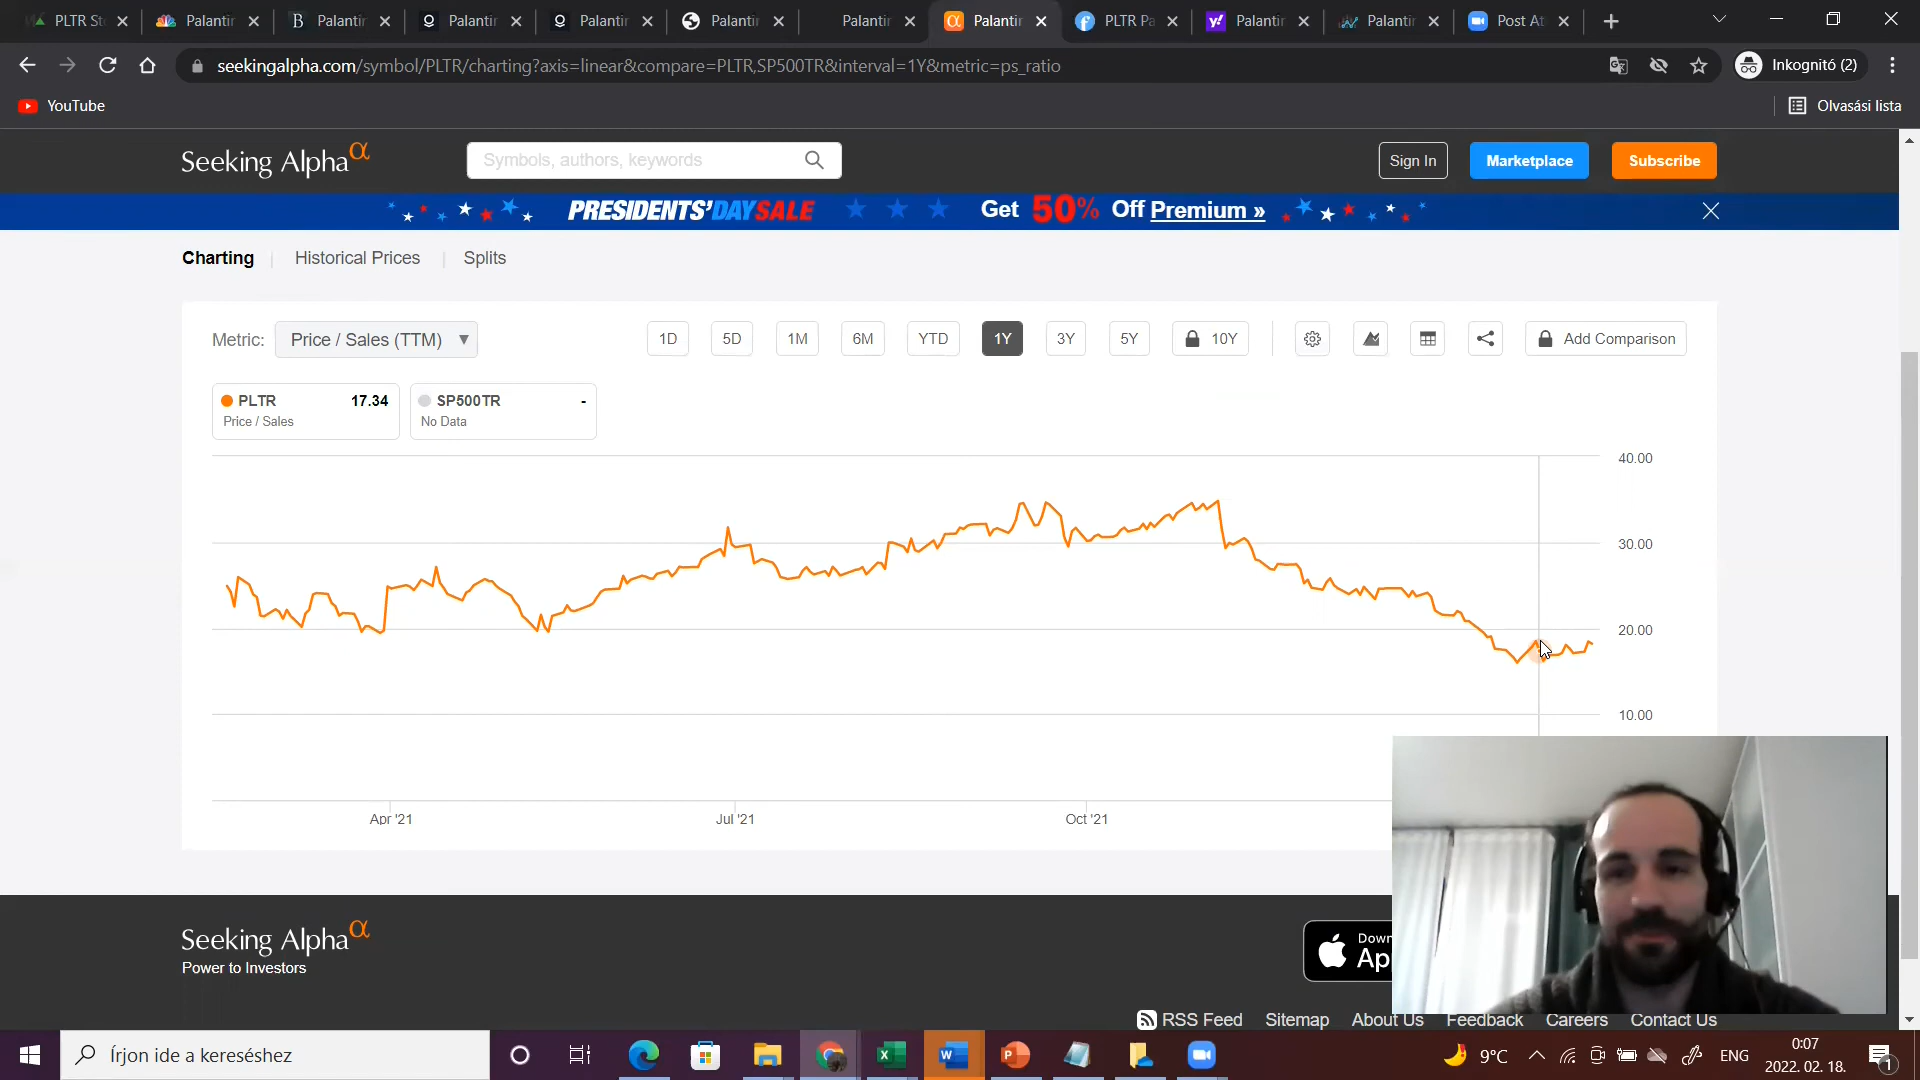 PLTR St
Palantir
Palantir
Palantir
Palantir
Palantir
Palantir
Palantir
PLTR Pa
Palantir
Palantir
Post At
seekingalpha.com/symbol/PLTR/charting?axis=linear&compare=PLTR,SP500TR&interval=1Y&metric=ps_ratio
Inkognitó (2)
YouTube
Olvasási lista
Seeking Alpha α
Symbols, authors, keywords
Sign In
Marketplace
Subscribe
PRESIDENTS' DAY SALE
Get 50% Off Premium »
Charting
Historical Prices
Splits
Metric:
Price / Sales (TTM)
1D
5D
1M
6M
YTD
1Y
3Y
5Y
10Y
Add Comparison
PLTR 17.34
Price / Sales
SP500TR -
No Data
40.00
30.00
20.00
10.00
Apr '21
Jul '21
Oct '21
Seeking Alpha α
Power to Investors
RSS Feed
Sitemap
About Us
Feedback
Careers
Contact Us
Írjon ide a kereséshez
9°C
ENG
0:07
2022. 02. 18.
1